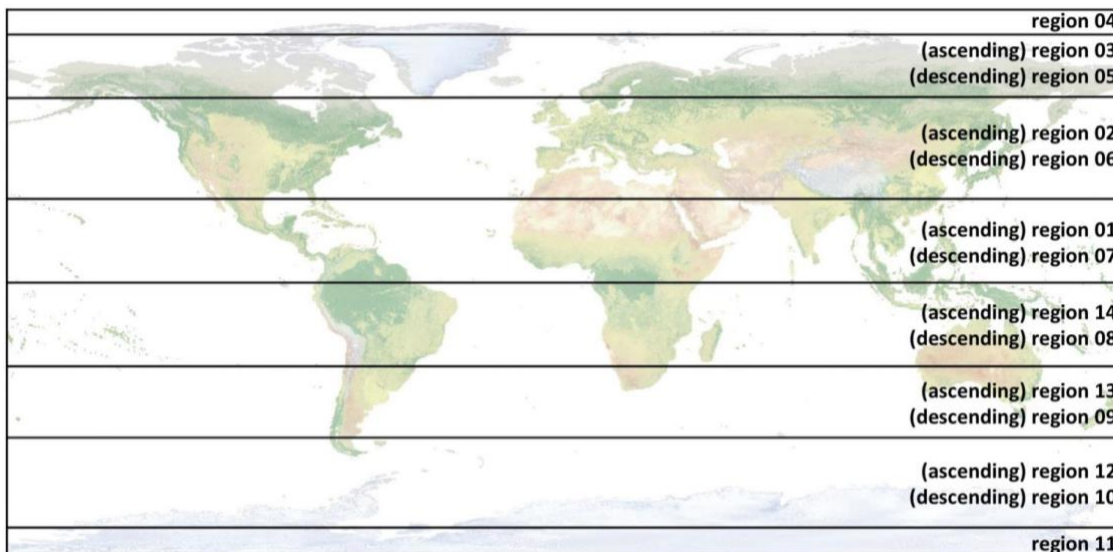 region 04
(ascending) region 03
(descending) region 05
(ascending) region 02
(descending) region 06
(ascending) region 01
(descending) region 07
(ascending) region 14
(descending) region 08
(ascending) region 13
(descending) region 09
(ascending) region 12
(descending) region 10
region 11